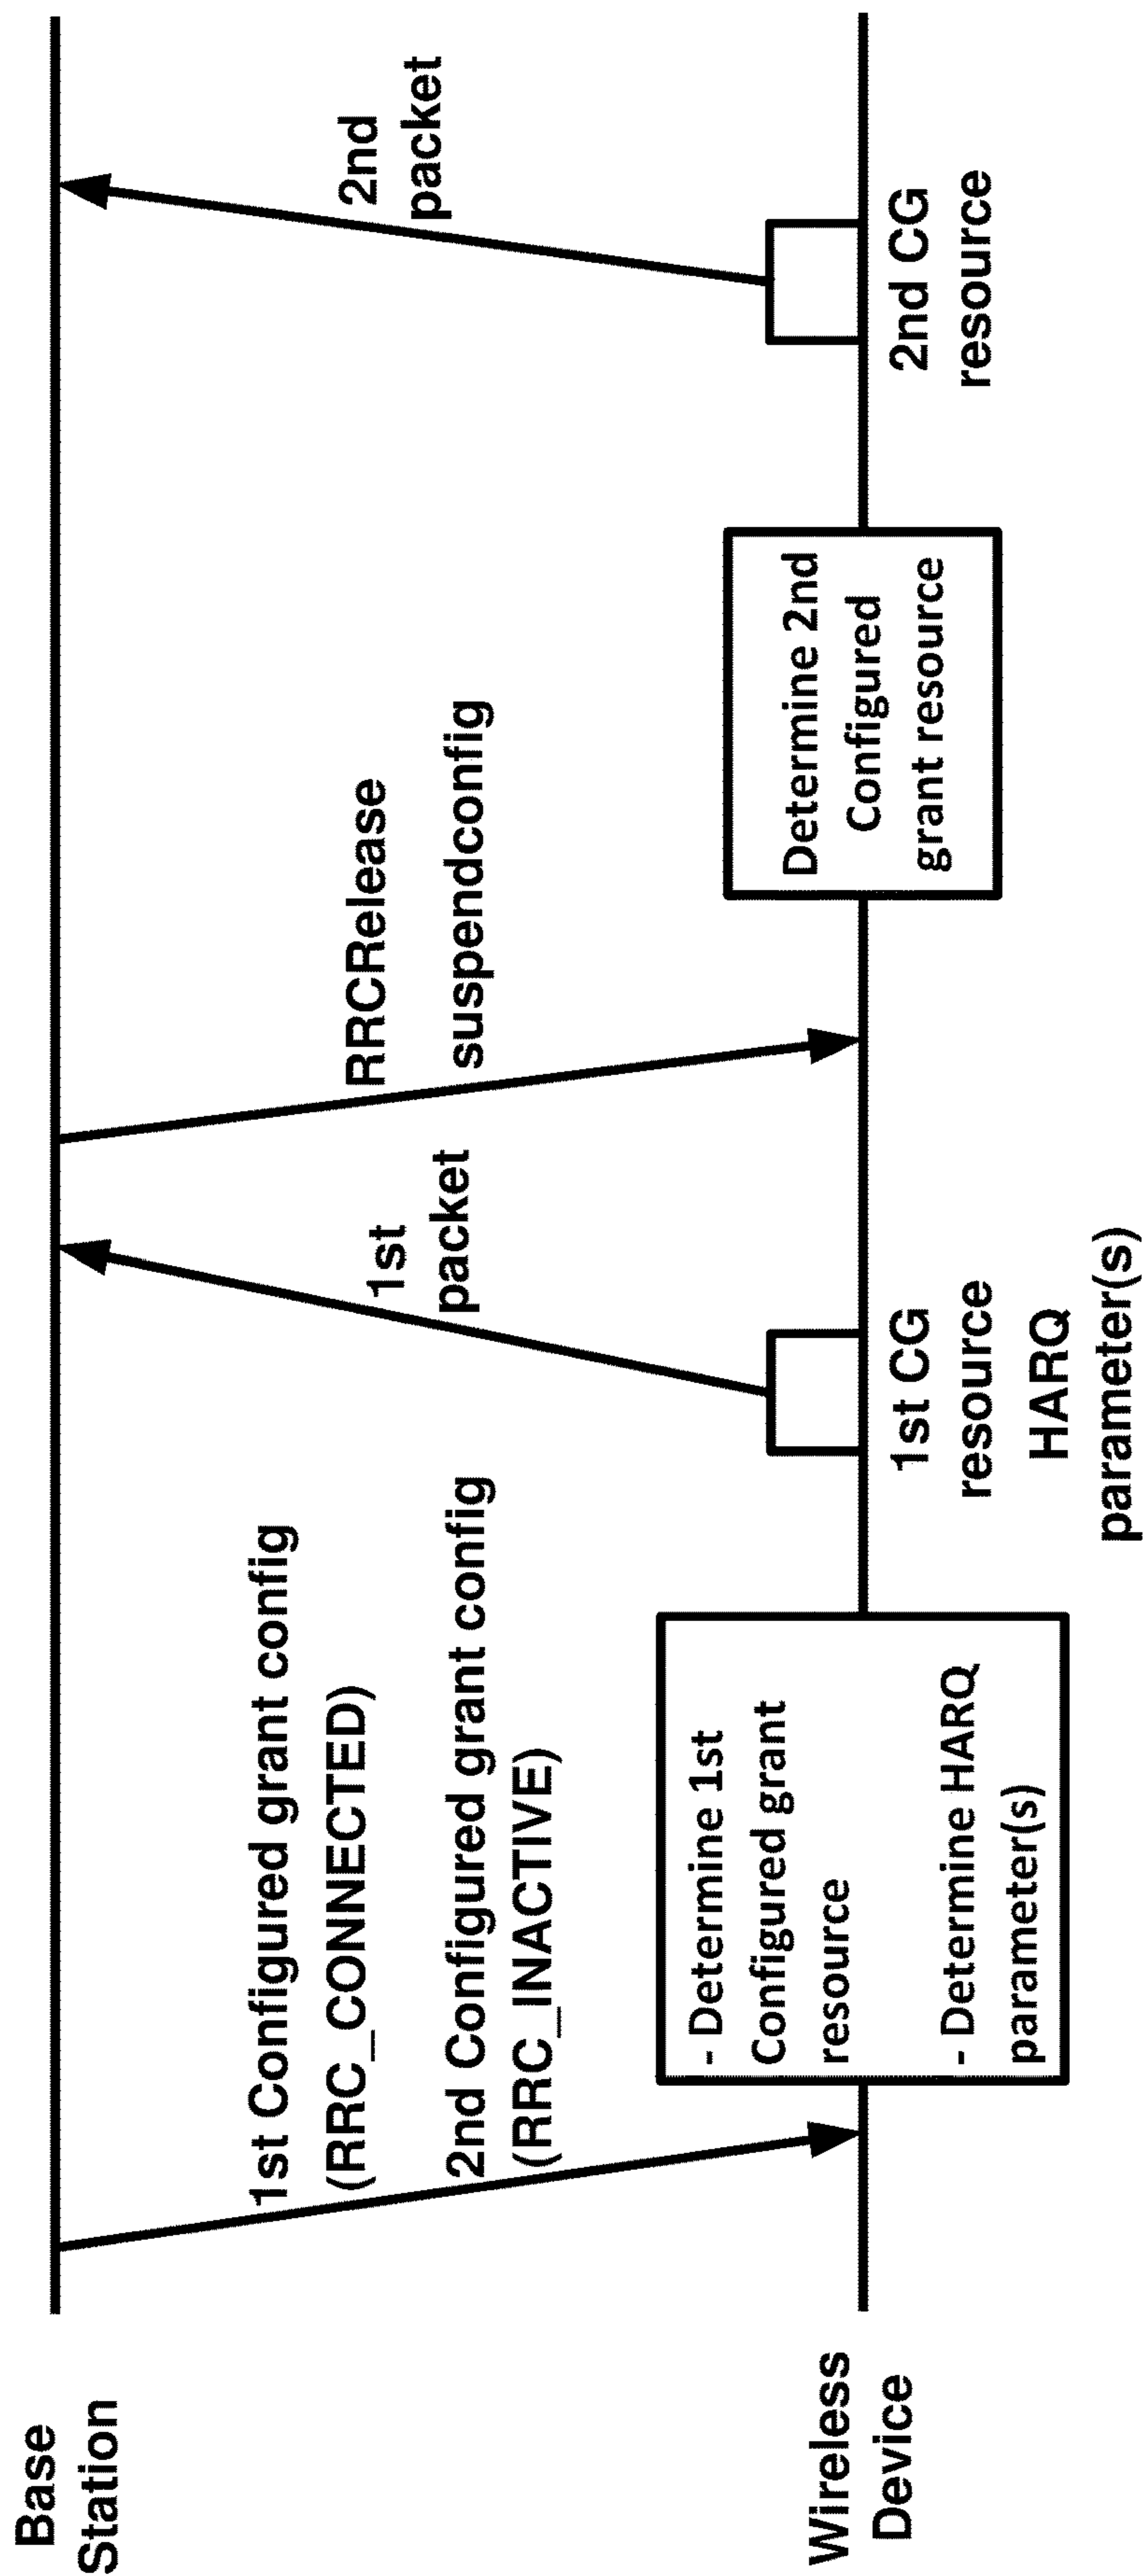 Base
Station
1st Configured grant config
(RRC_CONNECTED)
2nd Configured grant config
(RRC_INACTIVE)
1st
packet
RRCRelease
suspendconfig
2nd
packet
Wireless
Device
- Determine 1st
Configured grant
resource
- Determine HARQ
parameter(s)
1st CG
resource
HARQ
parameter(s)
Determine 2nd
Configured
grant resource
2nd CG
resource